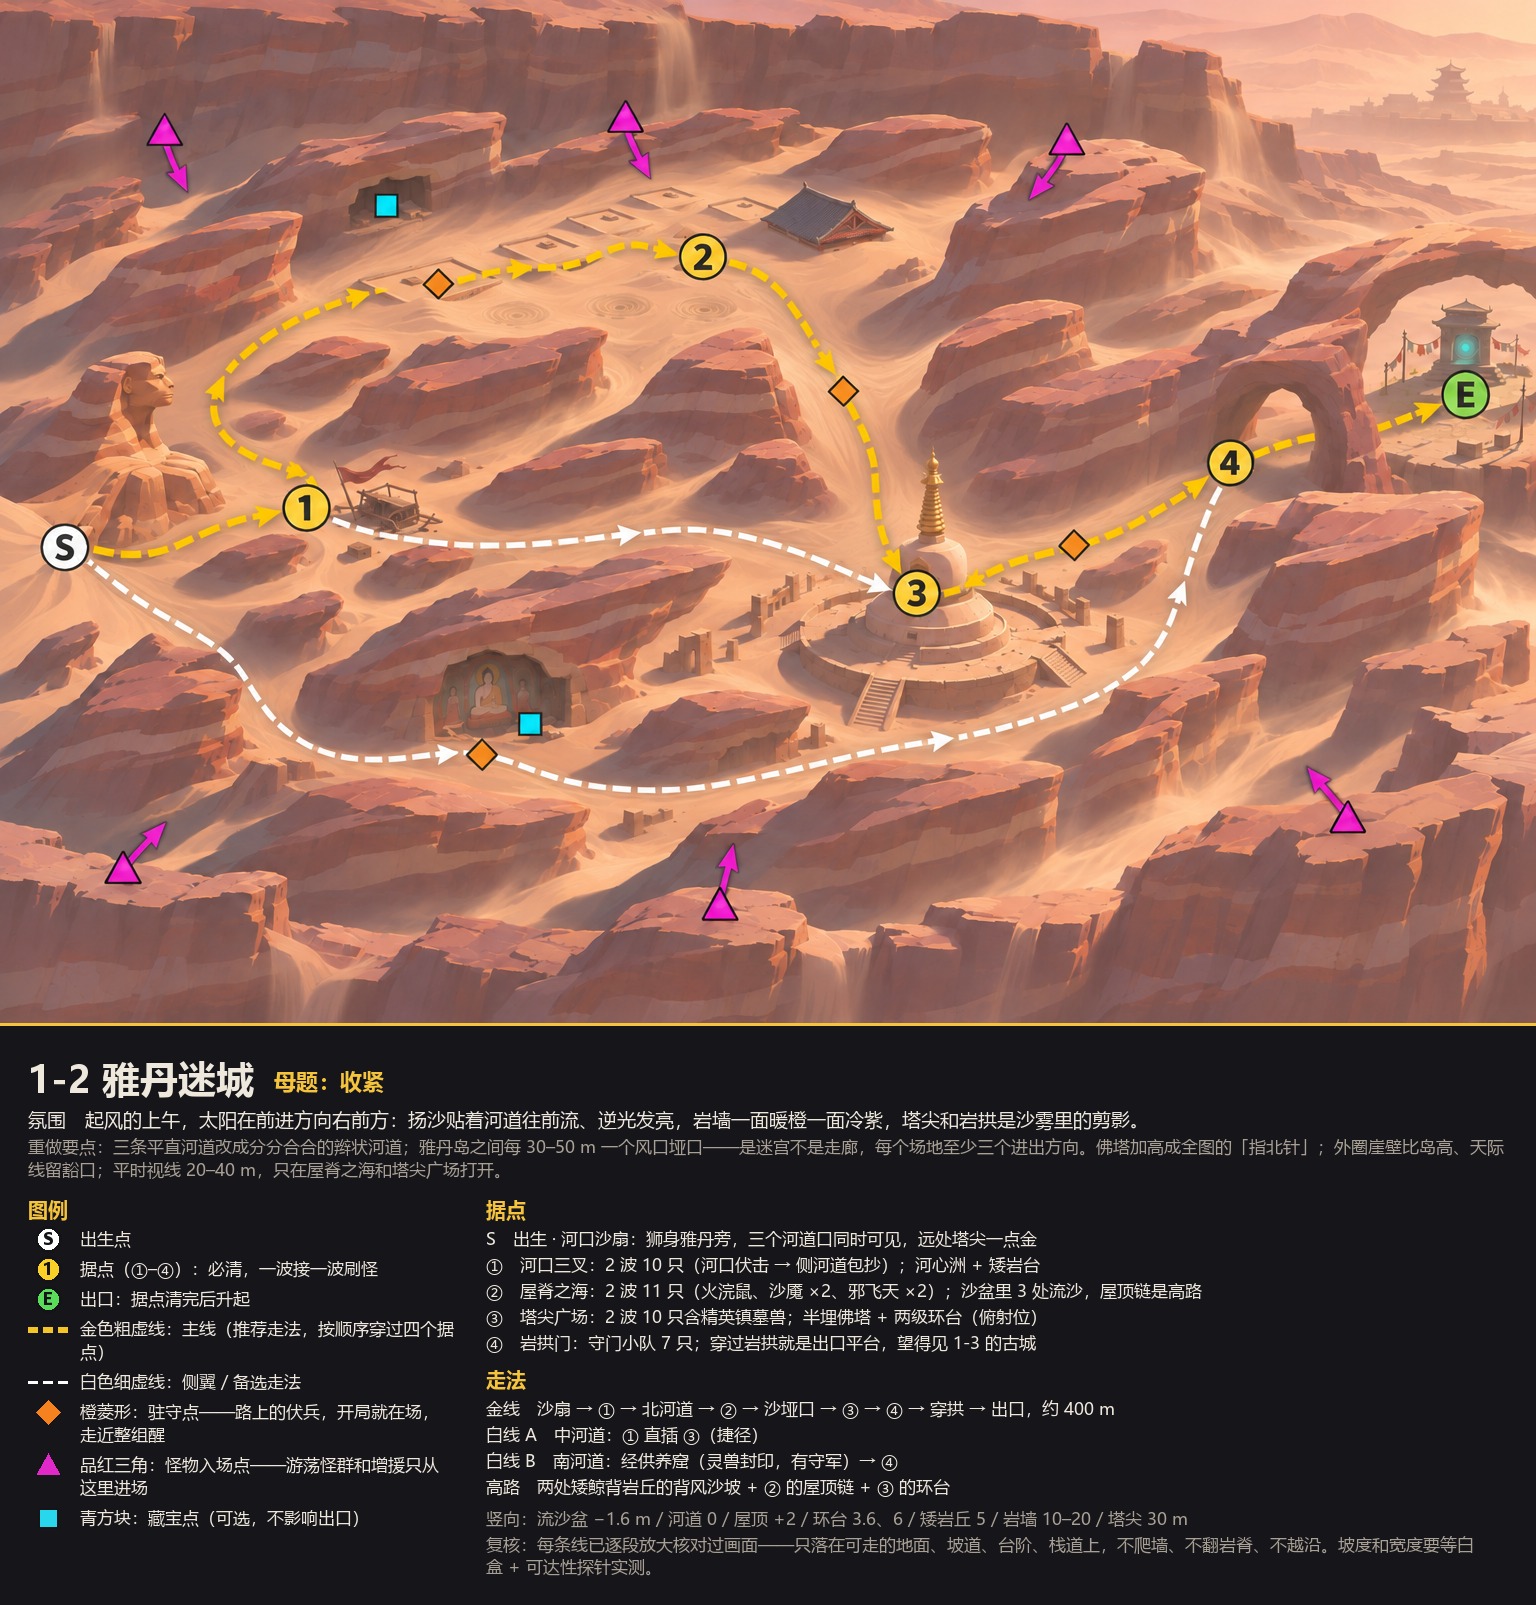 2
E
4
1
S
3
1-2 雅丹迷城 母题：收紧
氛围 起风的上午，太阳在前进方向右前方：扬沙贴着河道往前流、逆光发亮，岩墙一面暖橙一面冷紫，塔尖和岩拱是沙雾里的剪影。
重做要点：三条平直河道改成分分合合的辫状河道；雅丹岛之间每 30–50 m 一个风口垭口——是迷宫不是走廊，每个场地至少三个进出方向。佛塔加高成全图的「指北针」；外圈崖壁比岛高、天际
线留豁口；平时视线 20–40 m，只在屋脊之海和塔尖广场打开。
图例
S 出生点
1 据点（①–④）：必清，一波接一波刷怪
E 出口：据点清完后升起
金色粗虚线：主线（推荐走法，按顺序穿过四个据
点）
白色细虚线：侧翼 / 备选走法
橙菱形：驻守点——路上的伏兵，开局就在场，
走近整组醒
品红三角：怪物入场点——游荡怪群和增援只从
这里进场
青方块：藏宝点（可选，不影响出口）
据点
S 出生 · 河口沙扇：狮身雅丹旁，三个河道口同时可见，远处塔尖一点金
① 河口三叉：2 波 10 只（河口伏击 → 侧河道包抄）；河心洲 + 矮岩台
② 屋脊之海：2 波 11 只（火浣鼠、沙魇 ×2、邪飞天 ×2）；沙盆里 3 处流沙，屋顶链是高路
③ 塔尖广场：2 波 10 只含精英镇墓兽；半埋佛塔 + 两级环台（俯射位）
④ 岩拱门：守门小队 7 只；穿过岩拱就是出口平台，望得见 1-3 的古城
走法
金线 沙扇 → ① → 北河道 → ② → 沙垭口 → ③ → ④ → 穿拱 → 出口，约 400 m
白线 A 中河道：① 直插 ③（捷径）
白线 B 南河道：经供养窟（灵兽封印，有守军）→ ④
高路 两处矮鲸背岩丘的背风沙坡 + ② 的屋顶链 + ③ 的环台
竖向：流沙盆 −1.6 m / 河道 0 / 屋顶 +2 / 环台 3.6、6 / 矮岩丘 5 / 岩墙 10–20 / 塔尖 30 m
复核：每条线已逐段放大核对过画面——只落在可走的地面、坡道、台阶、栈道上，不爬墙、不翻岩脊、不越沿。坡度和宽度要等白
盒 + 可达性探针实测。